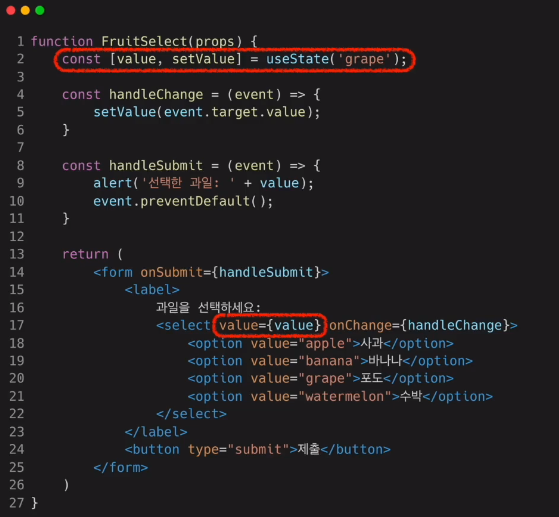 1 function FruitSelect(props) {
2 const [value, setValue] = useState('grape');
3
4 const handleChange = (event) => {
5 setValue(event.target.value);
6 }
7
8 const handleSubmit = (event) => {
9 alert('선택한 과일: ' + value);
10 event.preventDefault();
11 }
12
13 return (
14 <form onSubmit={handleSubmit}>
15 <label>
16 과일을 선택하세요:
17 <select value={value} onChange={handleChange}>
18 <option value="apple">사과</option>
19 <option value="banana">바나나</option>
20 <option value="grape">포도</option>
21 <option value="watermelon">수박</option>
22 </select>
23 </label>
24 <button type="submit">제출</button>
25 </form>
26 )
27 }